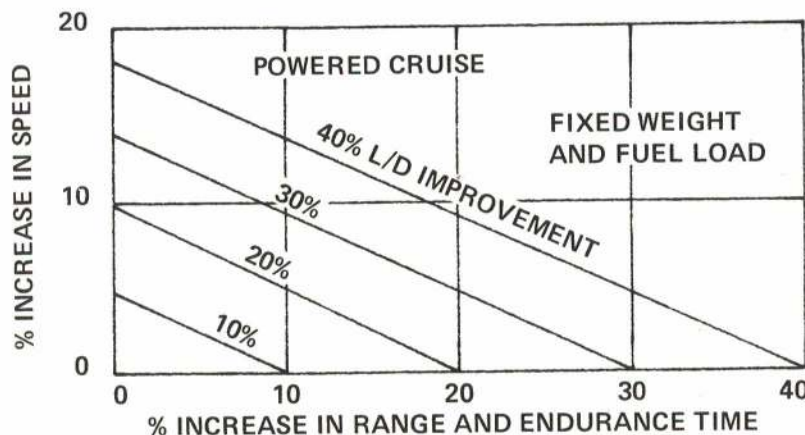 20
POWERED CRUISE
FIXED WEIGHT
AND FUEL LOAD
40% L/D IMPROVEMENT
30%
10
20%
10%
0
% INCREASE IN SPEED
0 10 20 30 40
% INCREASE IN RANGE AND ENDURANCE TIME